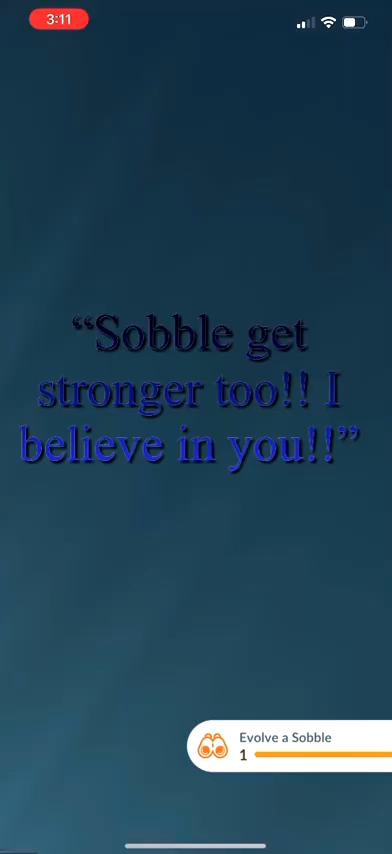 3:11
“Sobble get
stronger too!! I
believe in you!!”
Evolve a Sobble
1